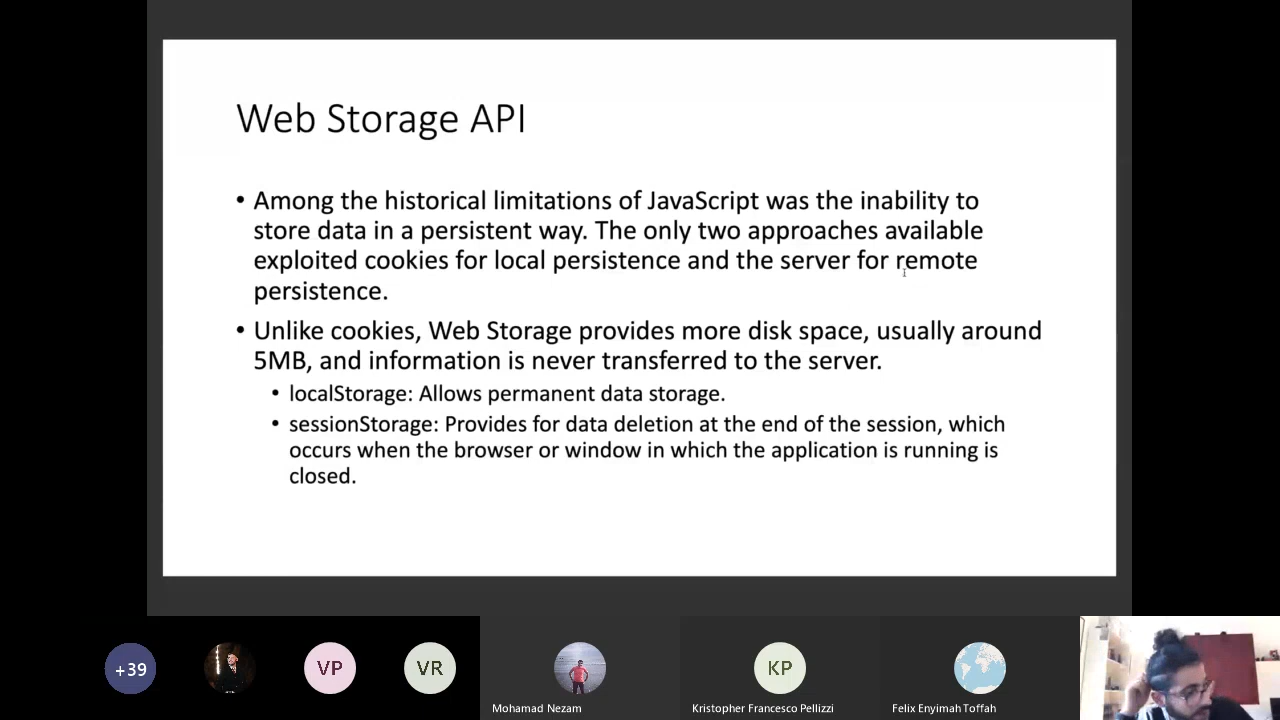 Web Storage API
• Among the historical limitations of JavaScript was the inability to
store data in a persistent way. The only two approaches available
exploited cookies for local persistence and the server for remote
persistence.
• Unlike cookies, Web Storage provides more disk space, usually around
5MB, and information is never transferred to the server.
• localStorage: Allows permanent data storage.
• sessionStorage: Provides for data deletion at the end of the session, which
occurs when the browser or window in which the application is running is
closed.
+39
VP
VR
KP
Mohamad Nezam
Kristopher Francesco Pellizzi
Felix Enyimah Toffah